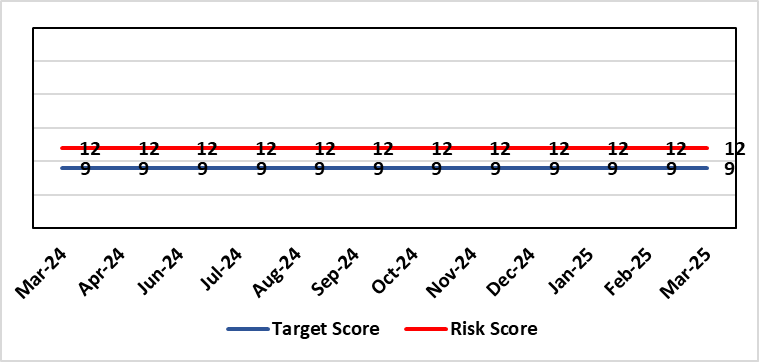 12 12 12 12 12 12 12 12 12 12 12 12
9 9 9 9 9 9 9 9 9 9 9 9
Mar-24 Apr-24 Jun-24 Jul-24 Aug-24 Sep-24 Oct-24 Nov-24 Dec-24 Jan-25 Feb-25 Mar-25
Target Score Risk Score